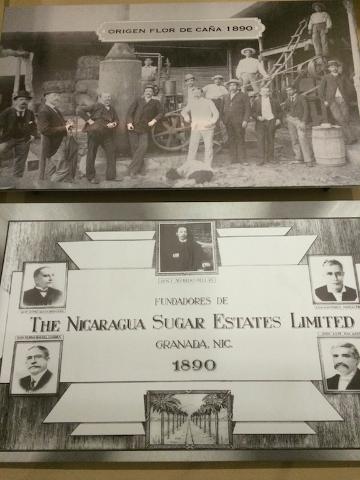 ORIGEN FLOR DE CAÑA 1890
FUNDADORES DE
THE NICARAGUA SUGAR ESTATES LIMITED
GRANADA, NIC.
1890